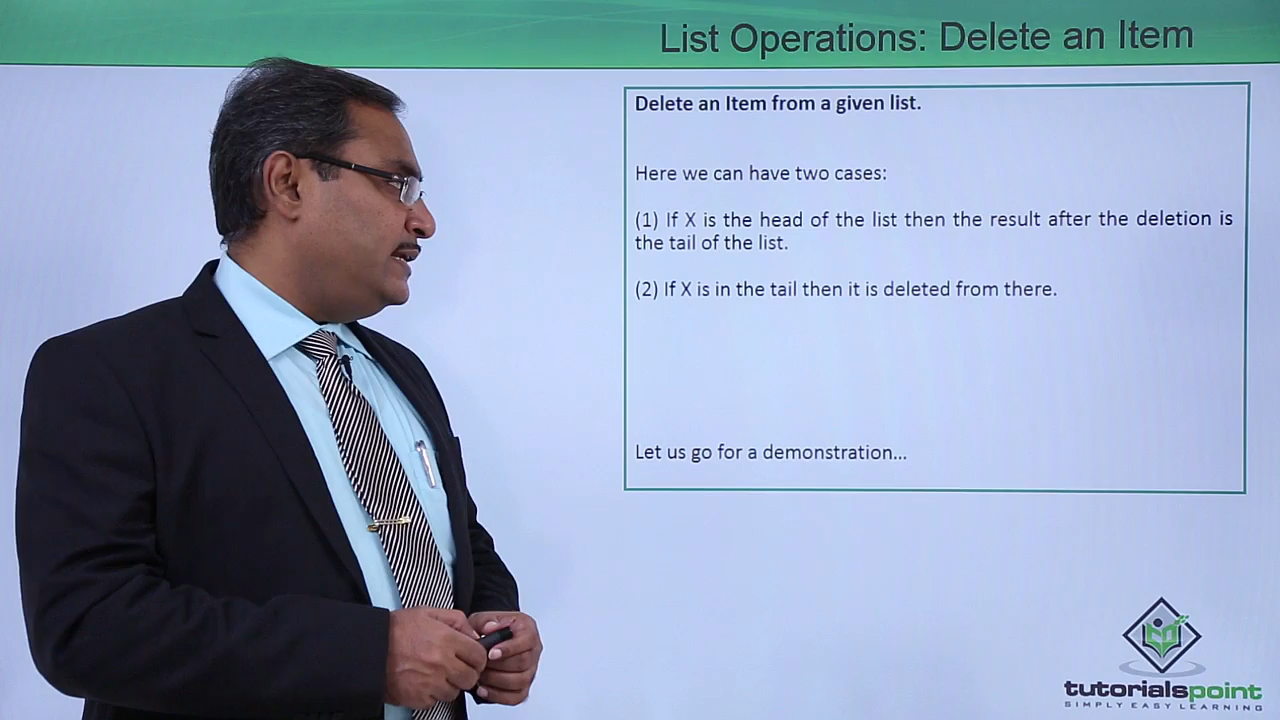 List Operations: Delete an Item
Delete an Item from a given list.
Here we can have two cases:
(1) If X is the head of the list then the result after the deletion is
the tail of the list.
(2) If X is in the tail then it is deleted from there.
Let us go for a demonstration...
tutorialspoint
SIMPLY EASY LEARNING